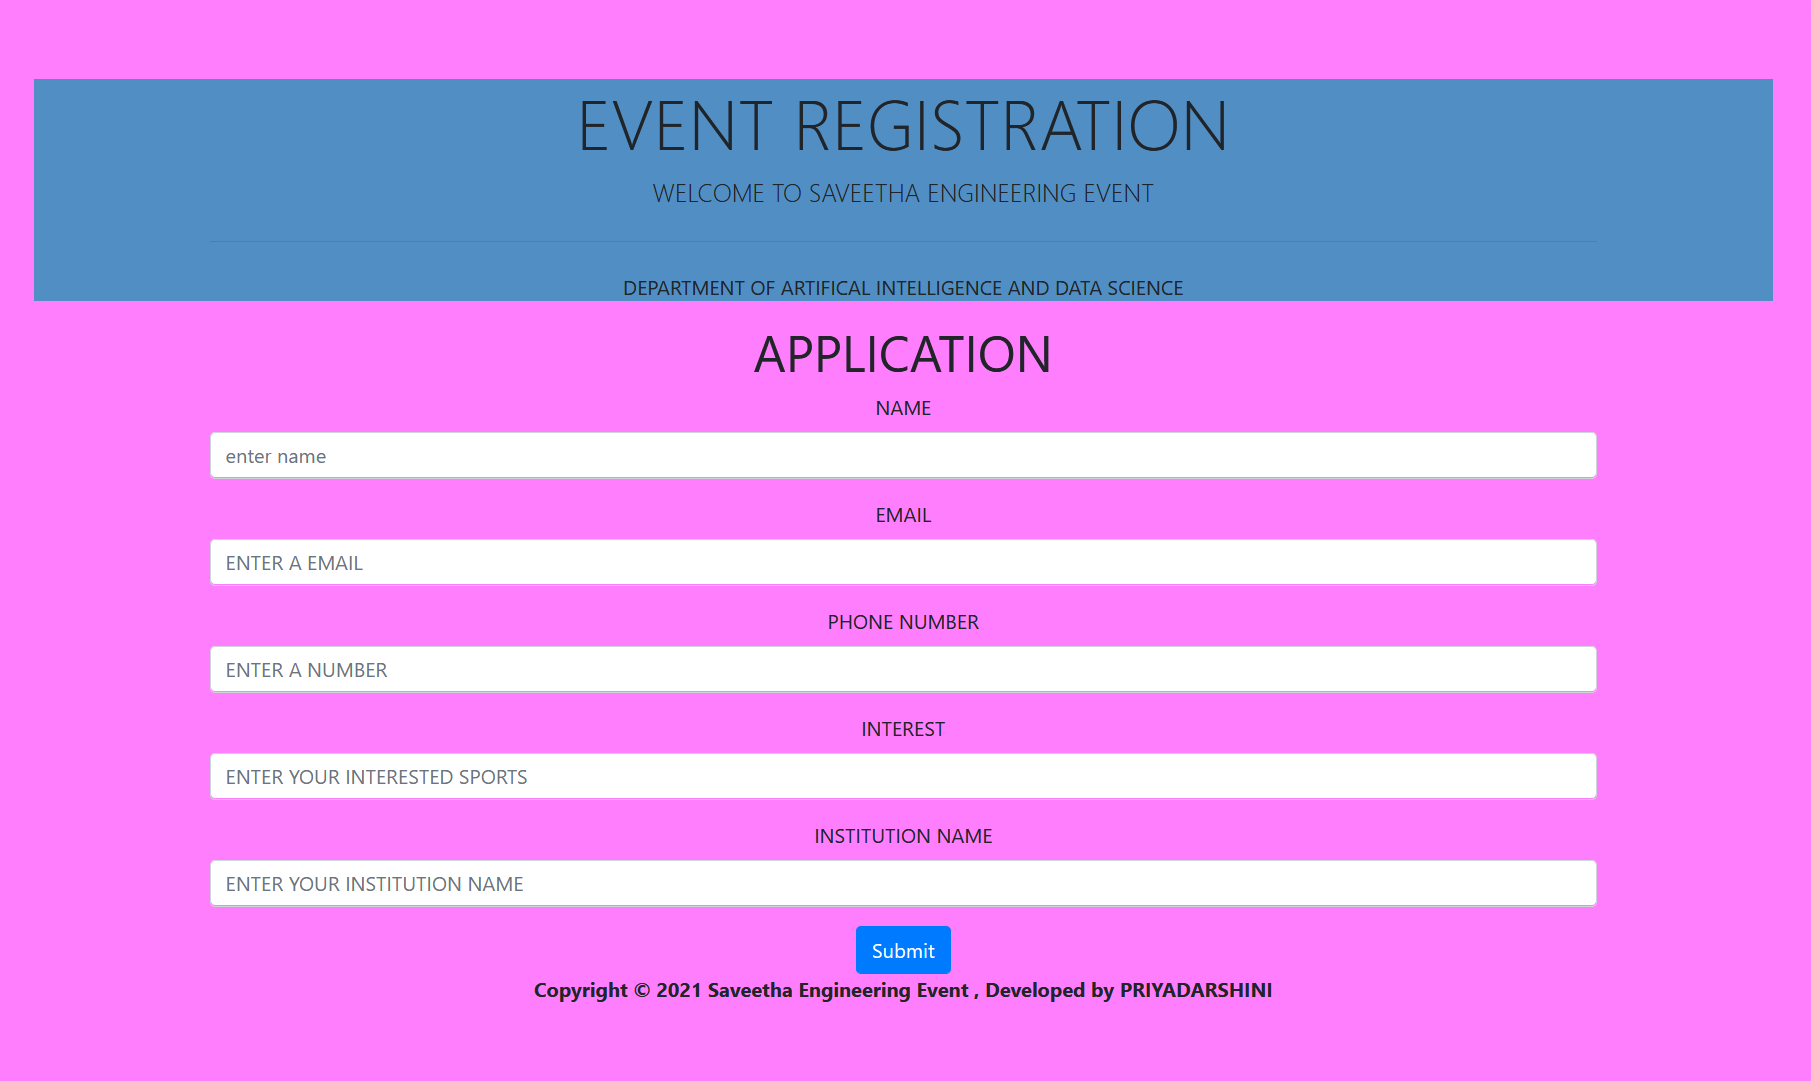 EVENT REGISTRATION
WELCOME TO SAVEETHA ENGINEERING EVENT
DEPARTMENT OF ARTIFICAL INTELLIGENCE AND DATA SCIENCE
APPLICATION
NAME
enter name
EMAIL
ENTER A EMAIL
PHONE NUMBER
ENTER A NUMBER
INTEREST
ENTER YOUR INTERESTED SPORTS
INSTITUTION NAME
ENTER YOUR INSTITUTION NAME
Submit
Copyright © 2021 Saveetha Engineering Event , Developed by PRIYADARSHINI